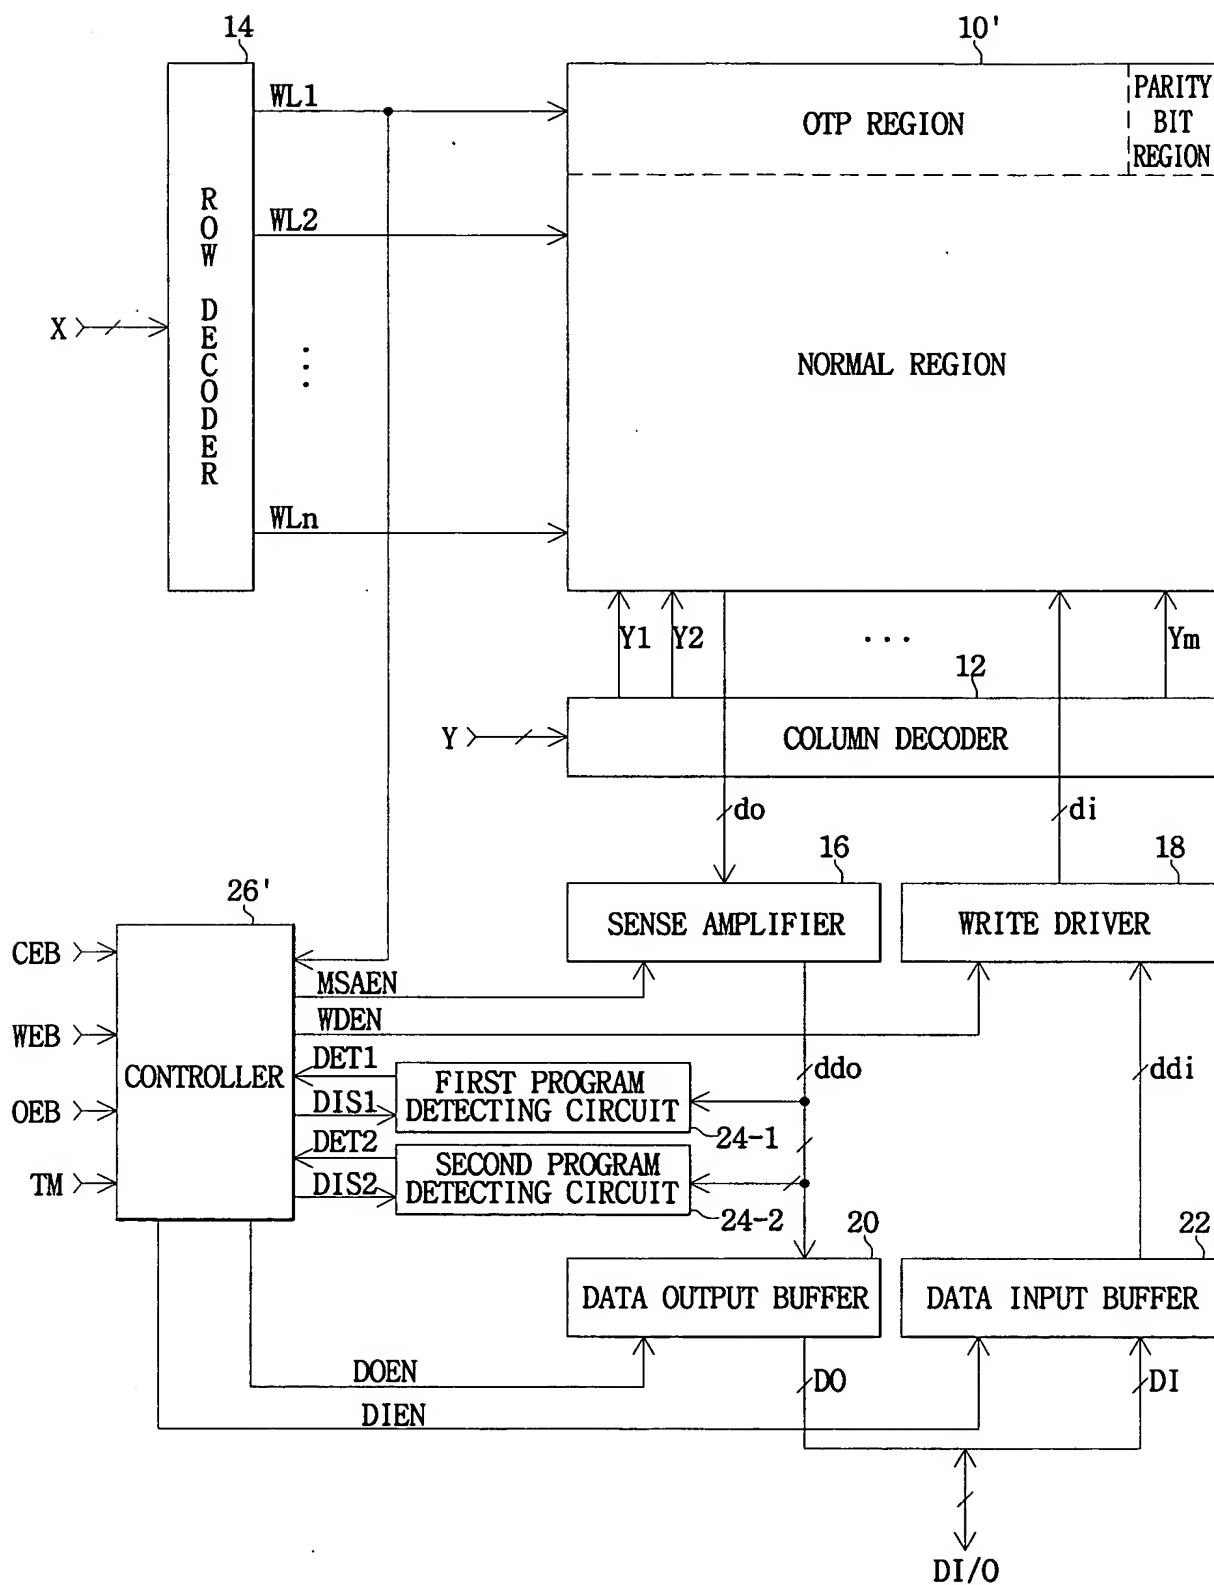 14
10'
WL1
OTP REGION
PARITY
BIT
REGION
ROW DECODER
WL2
X
NORMAL REGION
WLn
Y1
Y2
Ym
12
Y
COLUMN DECODER
do
di
16
18
26'
SENSE AMPLIFIER
WRITE DRIVER
CEB
MSAEN
WEB
WDEN
CONTROLLER
DET1
FIRST PROGRAM
DETECTING CIRCUIT
ddo
ddi
OEB
DIS1
24-1
DET2
SECOND PROGRAM
DETECTING CIRCUIT
TM
DIS2
24-2
20
22
DATA OUTPUT BUFFER
DATA INPUT BUFFER
DOEN
DO
DI
DIEN
DI/O